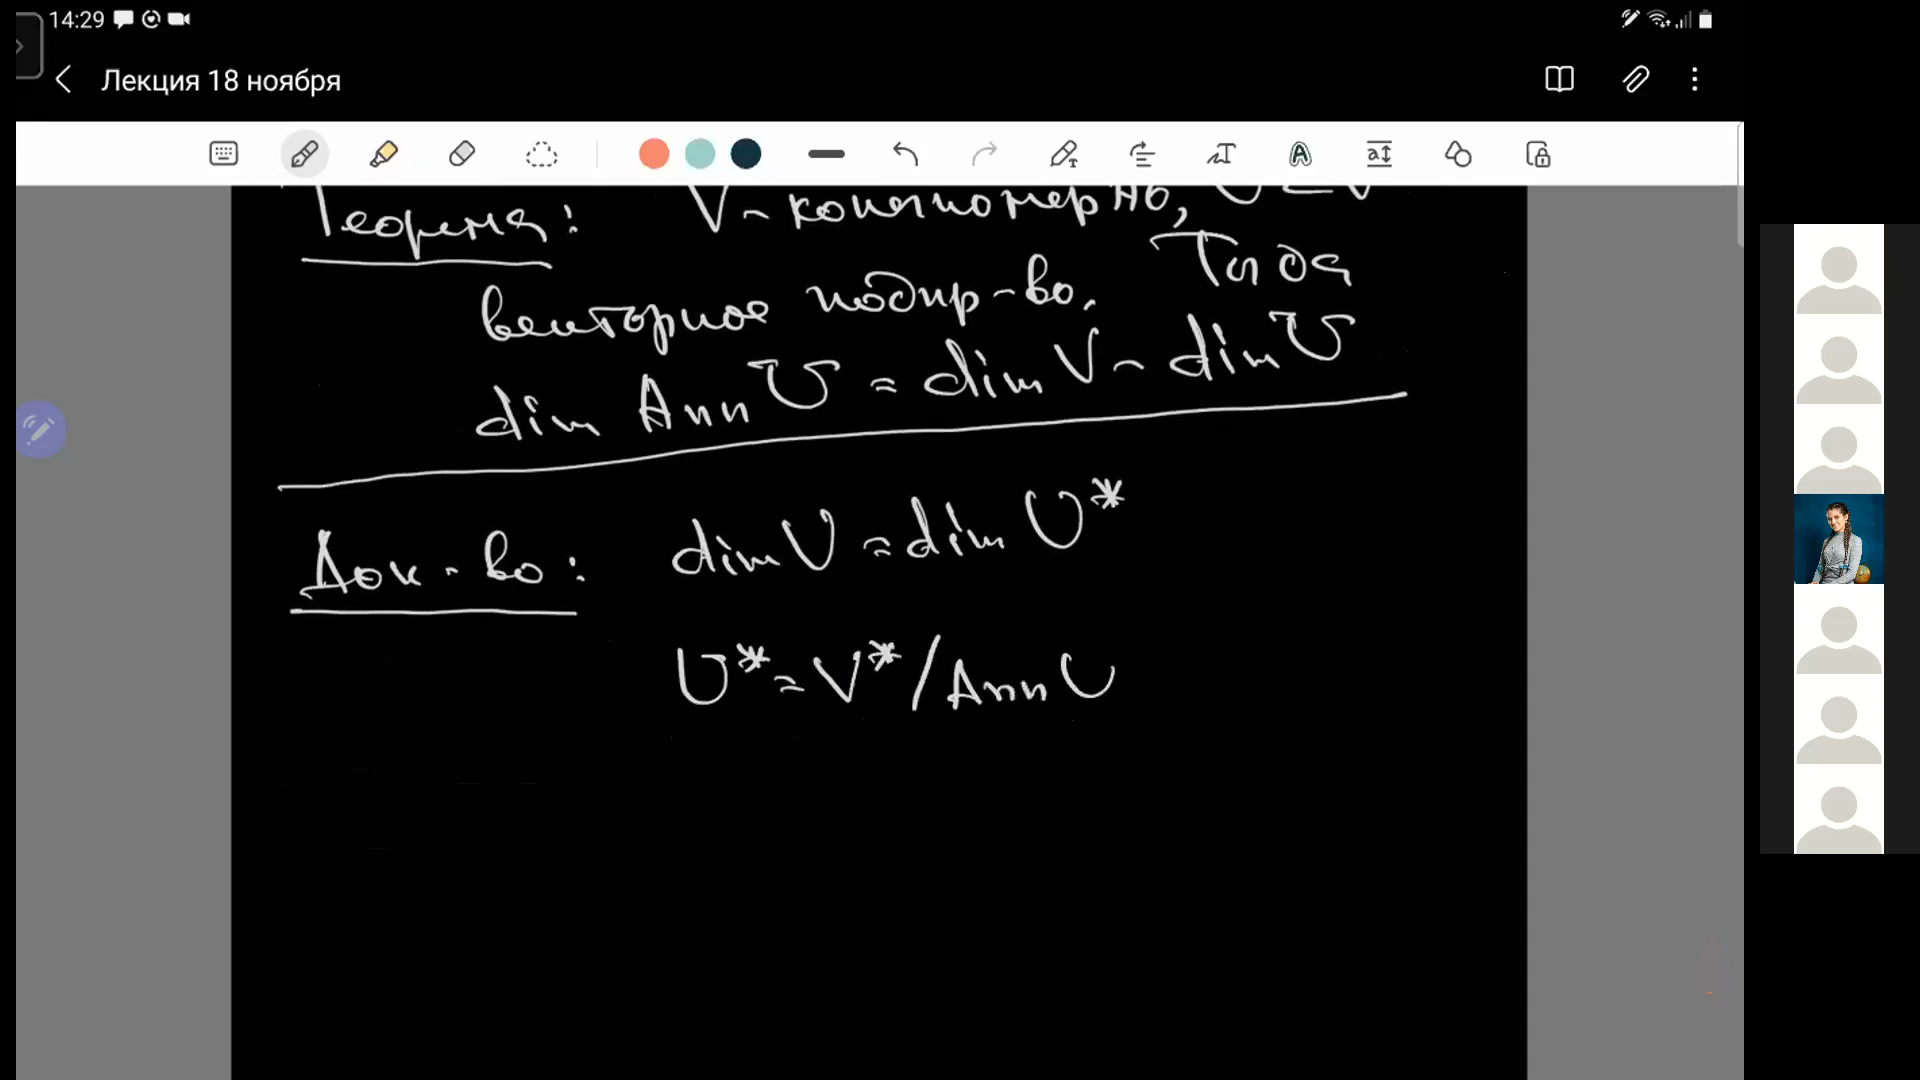 14:29
Лекция 18 ноября
Теорема: V - конечномерно, U ⊆ V
векторное подпр-во. Тогда
dim Ann U = dim V - dim U
Док-во: dim U = dim U*
U* = V* / Ann U